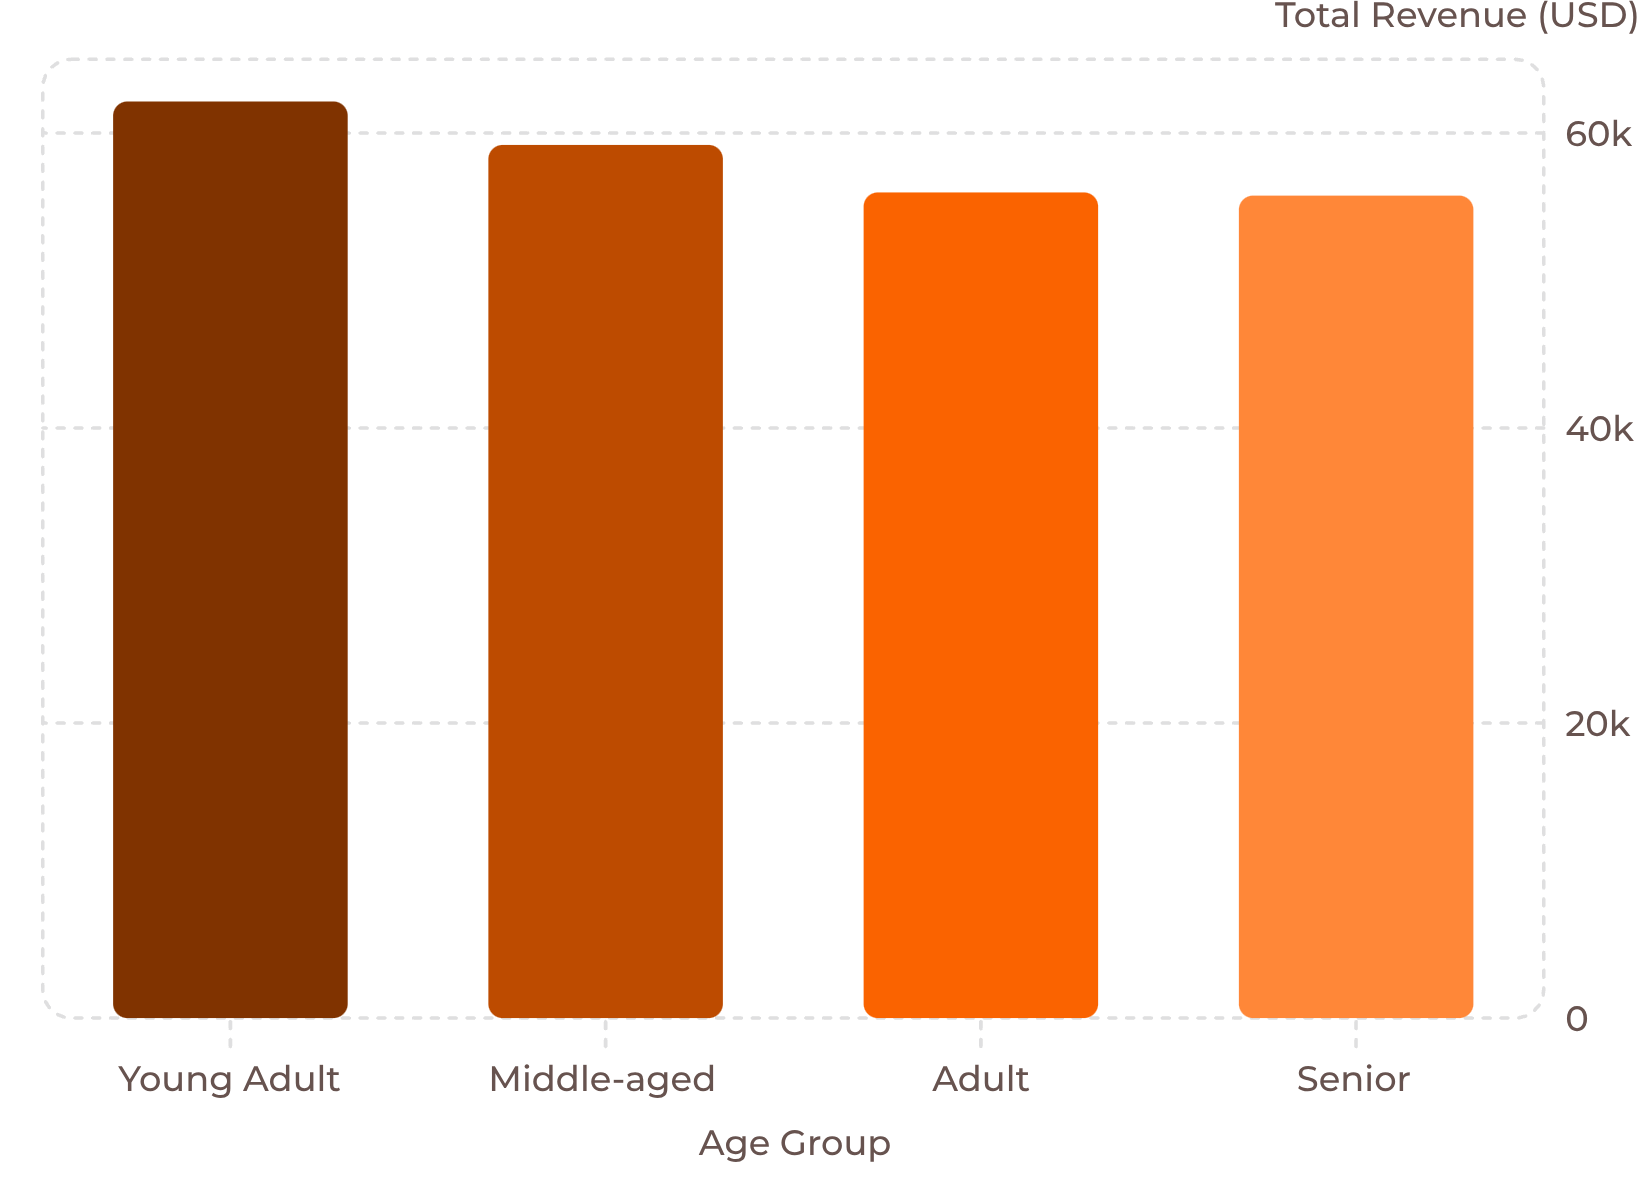 Total Revenue (USD)
60k
40k
20k
0
Young Adult
Middle-aged
Adult
Senior
Age Group